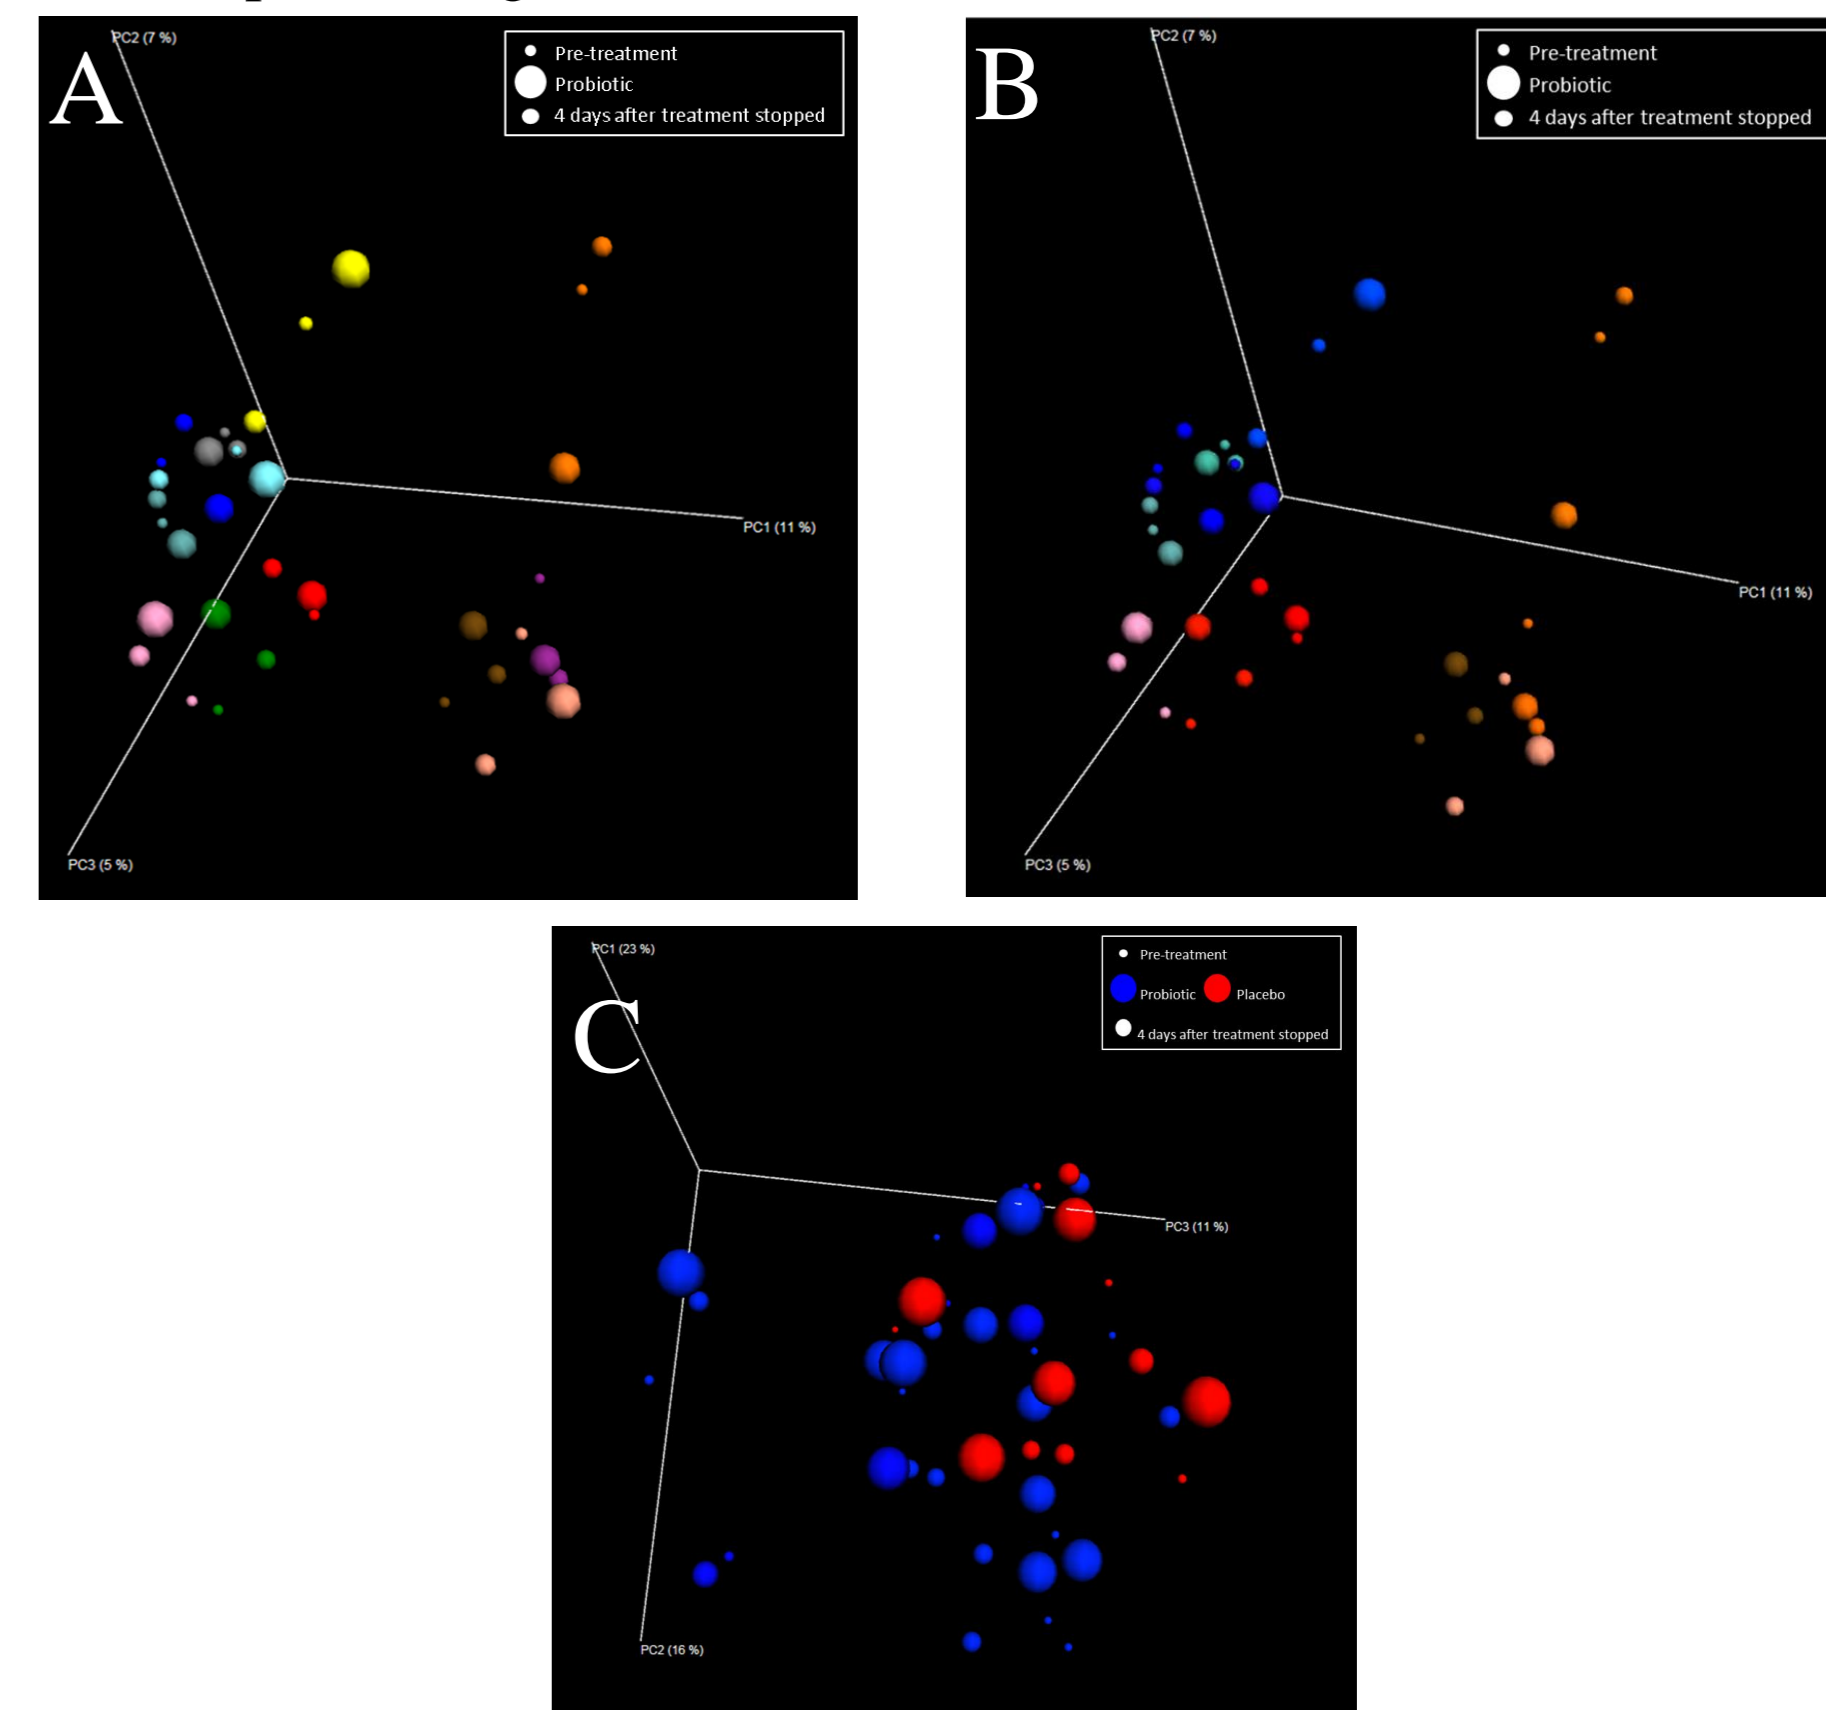 A
PC2 (7 %)
Pre-treatment
Probiotic
4 days after treatment stopped
PC1 (11 %)
PC3 (5 %)
B
PC2 (7 %)
Pre-treatment
Probiotic
4 days after treatment stopped
PC1 (11 %)
PC3 (5 %)
C
PC1 (23 %)
Pre-treatment
Probiotic Placebo
4 days after treatment stopped
PC3 (11 %)
PC2 (16 %)